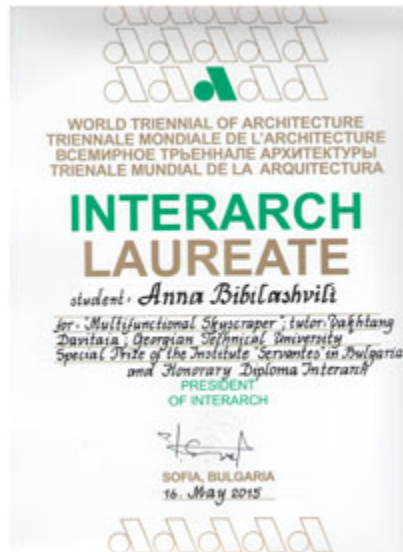 WORLD TRIENNIAL OF ARCHITECTURE
TRIENNALE MONDIALE DE L'ARCHITECTURE
ВСЕМИРНОЕ ТРЬЕННАЛЕ АРХИТЕКТУРЫ
TRIENALE MUNDIAL DE LA ARQUITECTURA
INTERARCH
LAUREATE
student: Anna Bibilashvili
for: "Multifunctional Skyscraper"; tutor: Vakhtang
Davitaia; Georgian Technical University
Special Prize of the Institute "Servantes" in Bulgaria
and Honorary Diploma Interarch
PRESIDENT
OF INTERARCH
SOFIA, BULGARIA
16. May 2015